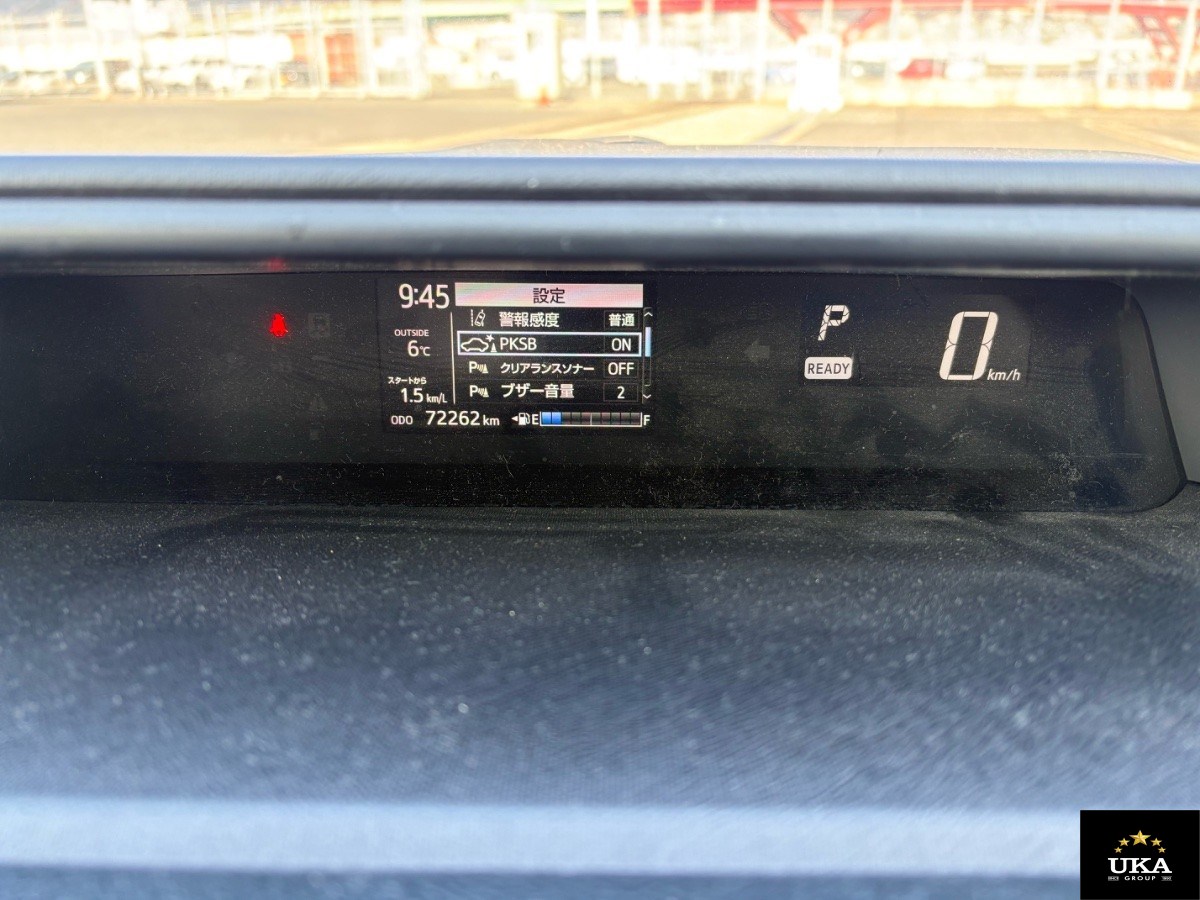 9:45
設定
OUTSIDE
6℃
スタートから
1.5 km/L
警報感度 普通
PKSB ON
P クリアランスソナー OFF
P ブザー音量 2
ODO 72262 km
E F
P
READY
0 km/h
UKA
GROUP